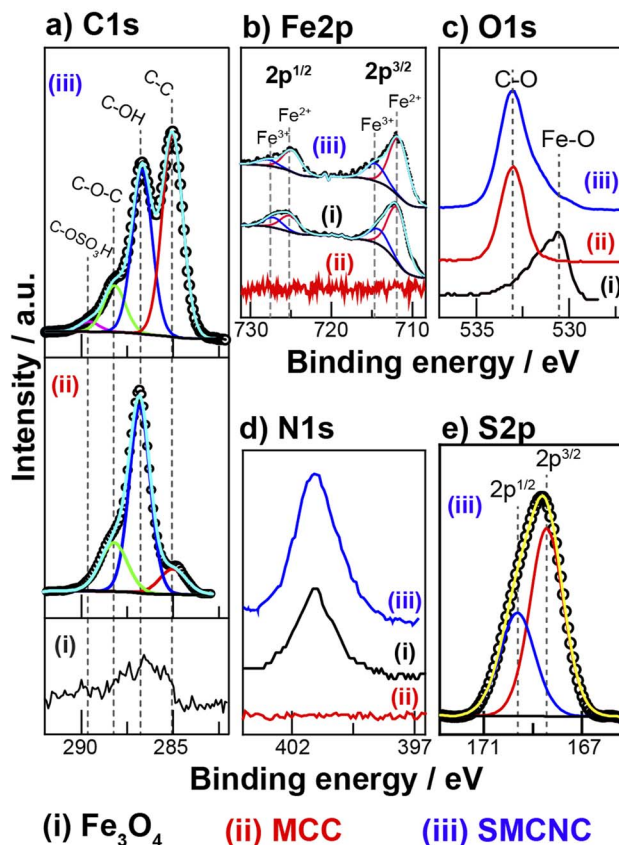 a) C1s
(iii)
C-C
C-OH
C-O-C
C-OSO₃H
(ii)
(i)
290 285
b) Fe2p
2p¹/² 2p³/²
Fe³⁺ Fe²⁺ Fe³⁺ Fe²⁺
(iii)
(i)
(ii)
730 720 710
c) O1s
C-O
Fe-O
(iii)
(ii)
(i)
535 530
Binding energy / eV
Intensity / a.u.
d) N1s
(iii)
(i)
(ii)
402 397
e) S2p
2p³/²
2p¹/²
(iii)
171 167
Binding energy / eV
(i) Fe₃O₄ (ii) MCC (iii) SMCNC